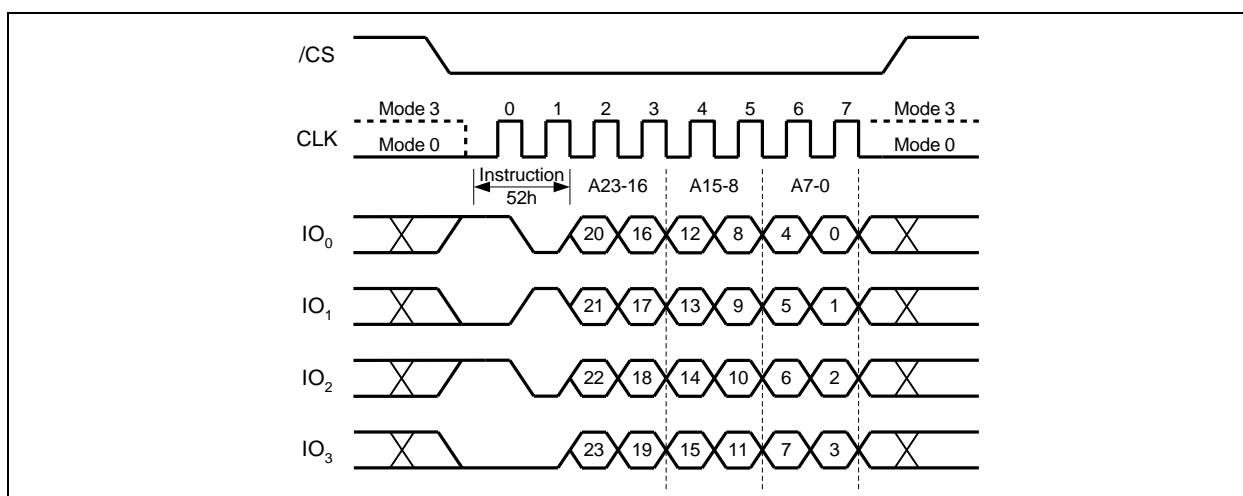 /CS
Mode 3 0 1 2 3 4 5 6 7 Mode 3
CLK
Mode 0 Mode 0
Instruction A23-16 A15-8 A7-0
52h
IO0 20 16 12 8 4 0
IO1 21 17 13 9 5 1
IO2 22 18 14 10 6 2
IO3 23 19 15 11 7 3